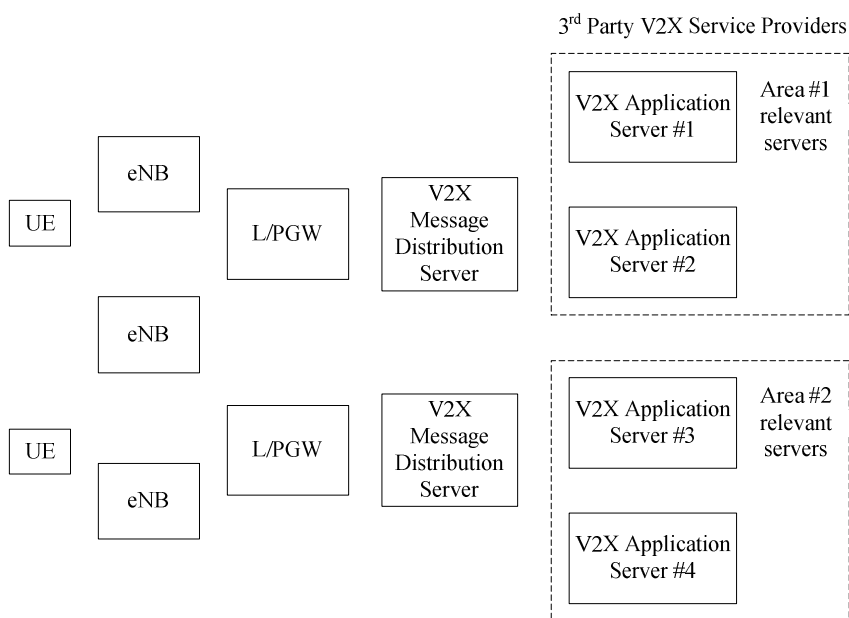 3rd Party V2X Service Providers
V2X Application
Server #1
Area #1
relevant
servers
eNB
UE
L/PGW
V2X
Message
Distribution
Server
V2X Application
Server #2
eNB
V2X Application
Server #3
Area #2
relevant
servers
UE
L/PGW
V2X
Message
Distribution
Server
eNB
V2X Application
Server #4